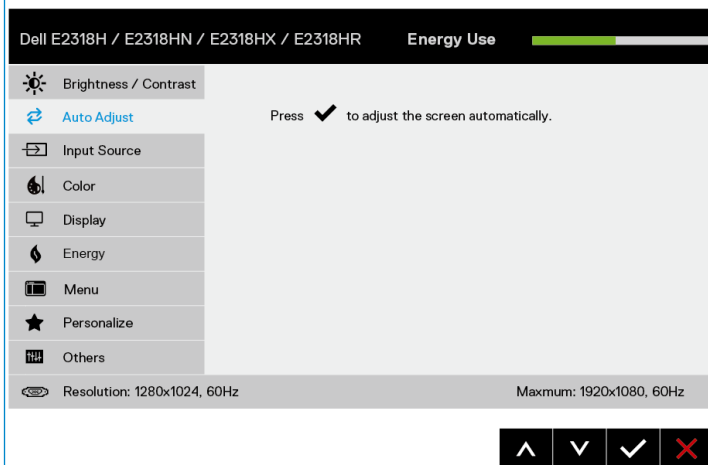 Dell E2318H / E2318HN / E2318HX / E2318HR Energy Use
Brightness / Contrast
Auto Adjust
Press ✔ to adjust the screen automatically.
Input Source
Color
Display
Energy
Menu
Personalize
Others
Resolution: 1280x1024, 60Hz Maxmum: 1920x1080, 60Hz